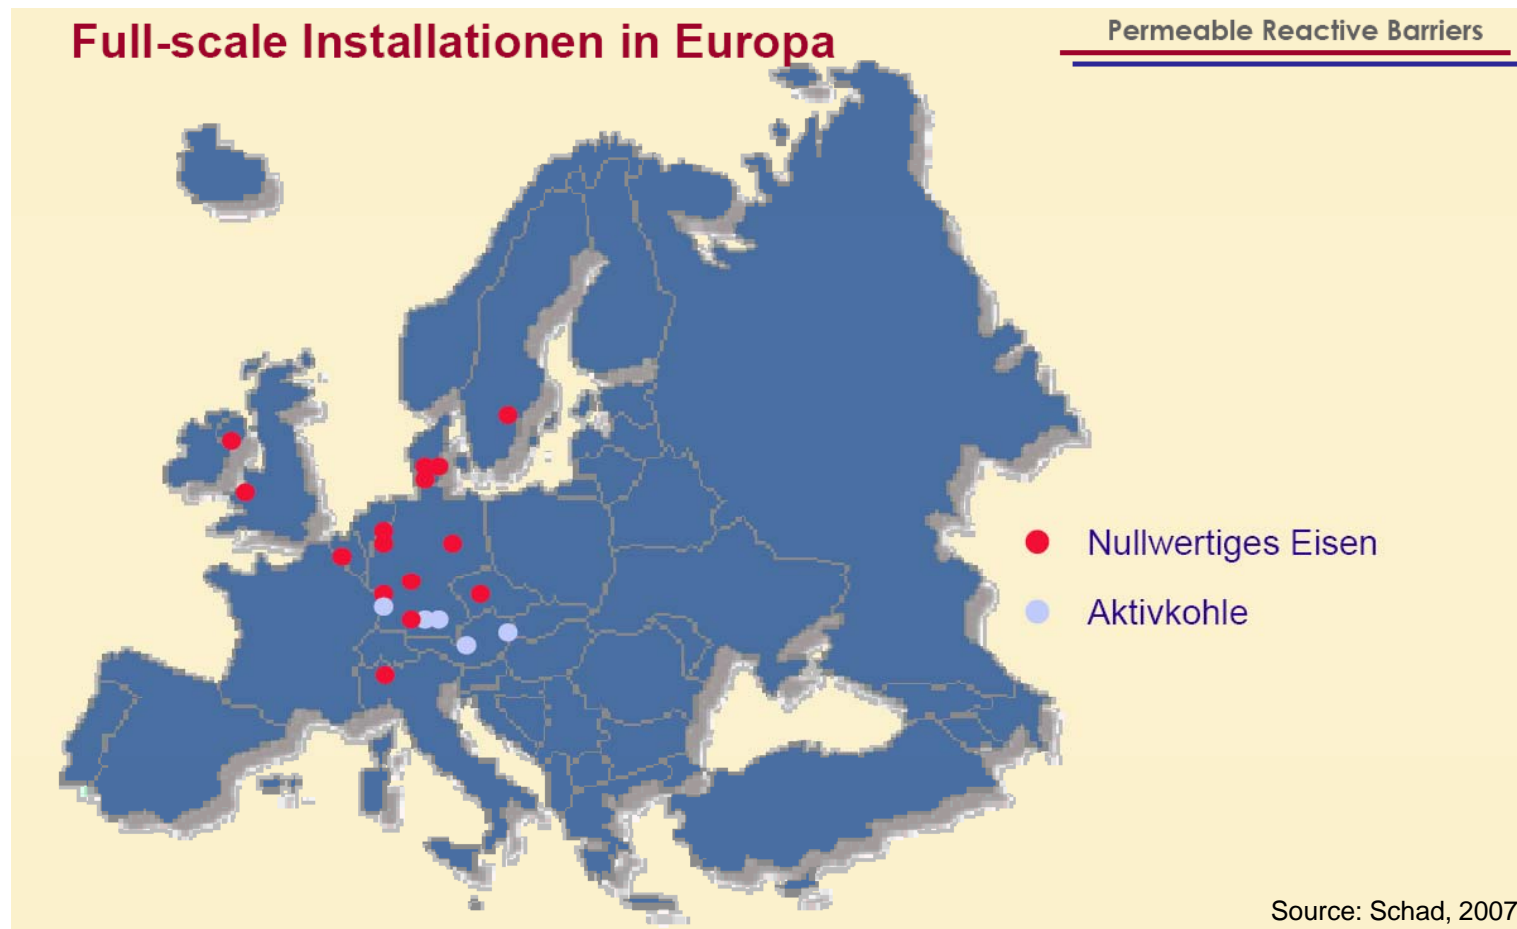 Full-scale Installationen in Europa
Permeable Reactive Barriers
Nullwertiges Eisen
Aktivkohle
Source: Schad, 2007